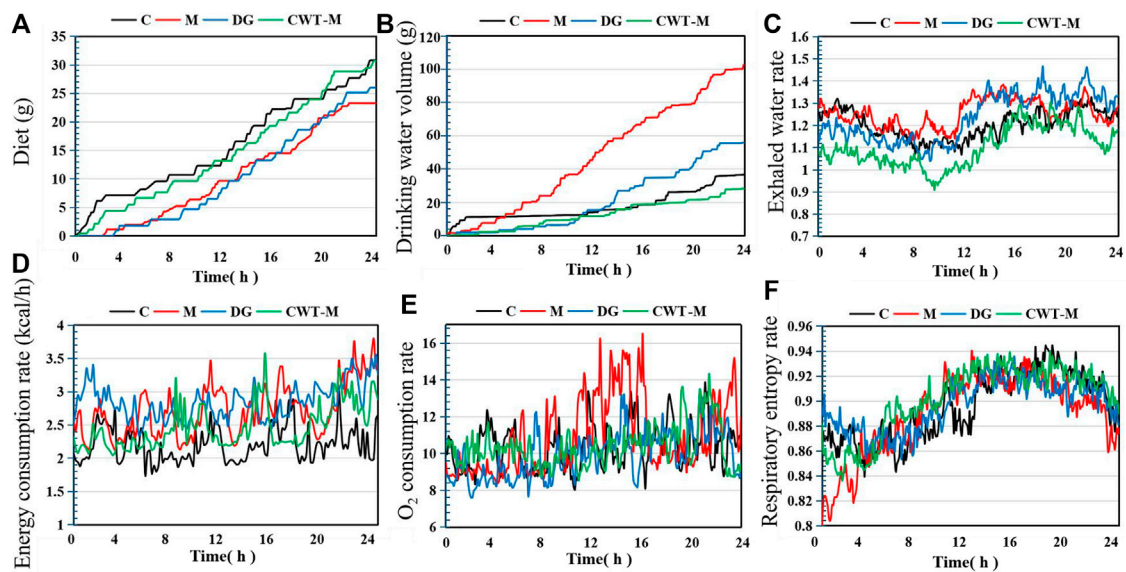 A
C M DG CWT-M
Diet (g)
35
30
25
20
15
10
5
0
0 4 8 12 16 20 24
Time( h )
B
C M DG CWT-M
Drinking water volume (g)
120
100
80
60
40
20
0
0 4 8 12 16 20 24
Time( h )
C
C M DG CWT-M
Exhaled water rate
1.6
1.4
1.3
1.2
1.1
1
0.9
0.8
0.7
0 4 8 12 16 20 24
Time( h )
D
C M DG CWT-M
Energy consumption rate (kcal/h)
4
3.5
3
2.5
2
1.5
1
0 4 8 12 16 20 24
Time( h )
E
C M DG CWT-M
O2 consumption rate
16
14
12
10
8
6
0 4 8 12 16 20 24
Time( h )
F
C M DG CWT-M
Respiratory entropy rate
0.96
0.94
0.92
0.9
0.88
0.86
0.84
0.82
0.8
0 4 8 12 16 20 24
Time( h )